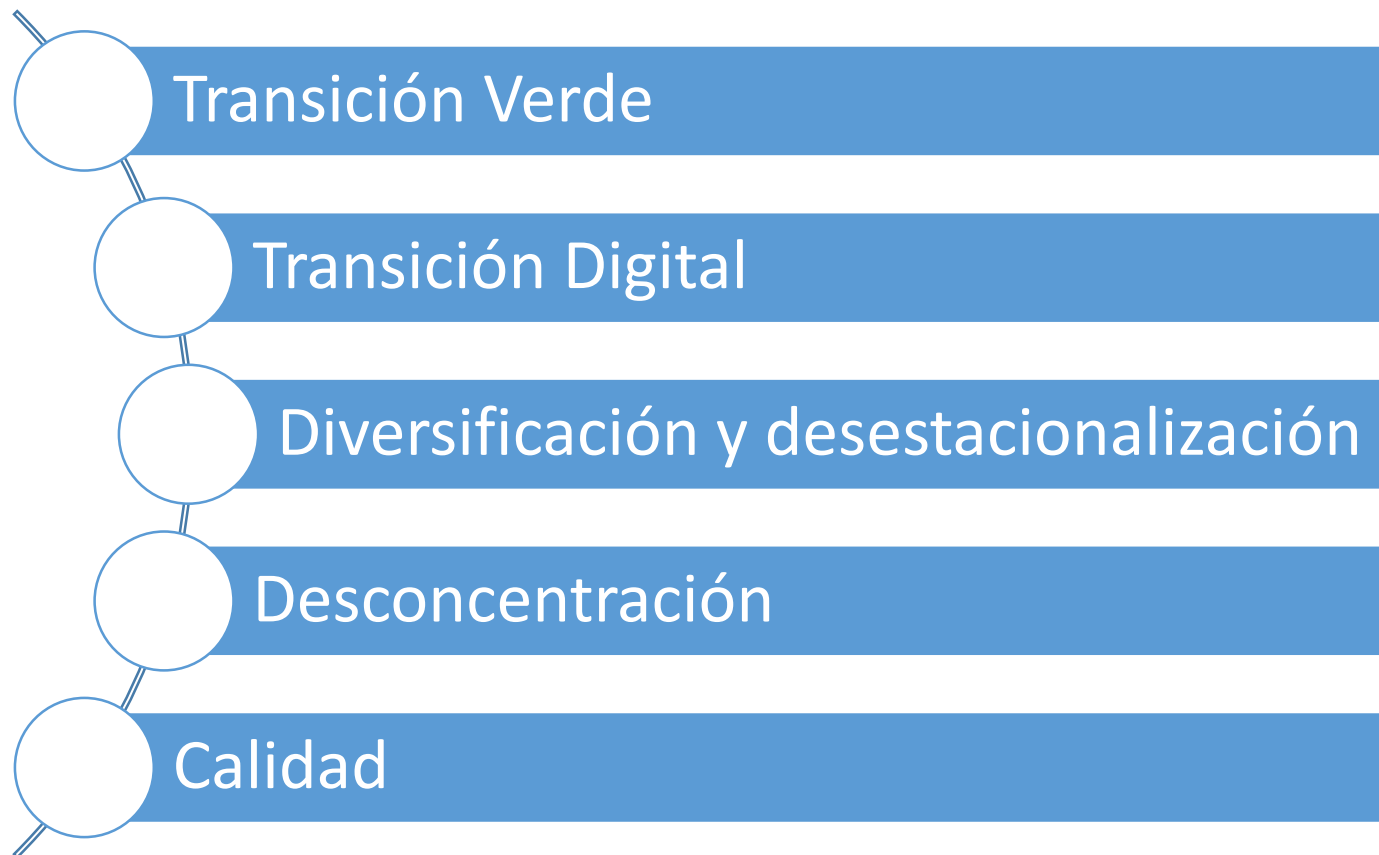 Transición Verde
Transición Digital
Diversificación y desestacionalización
Desconcentración
Calidad